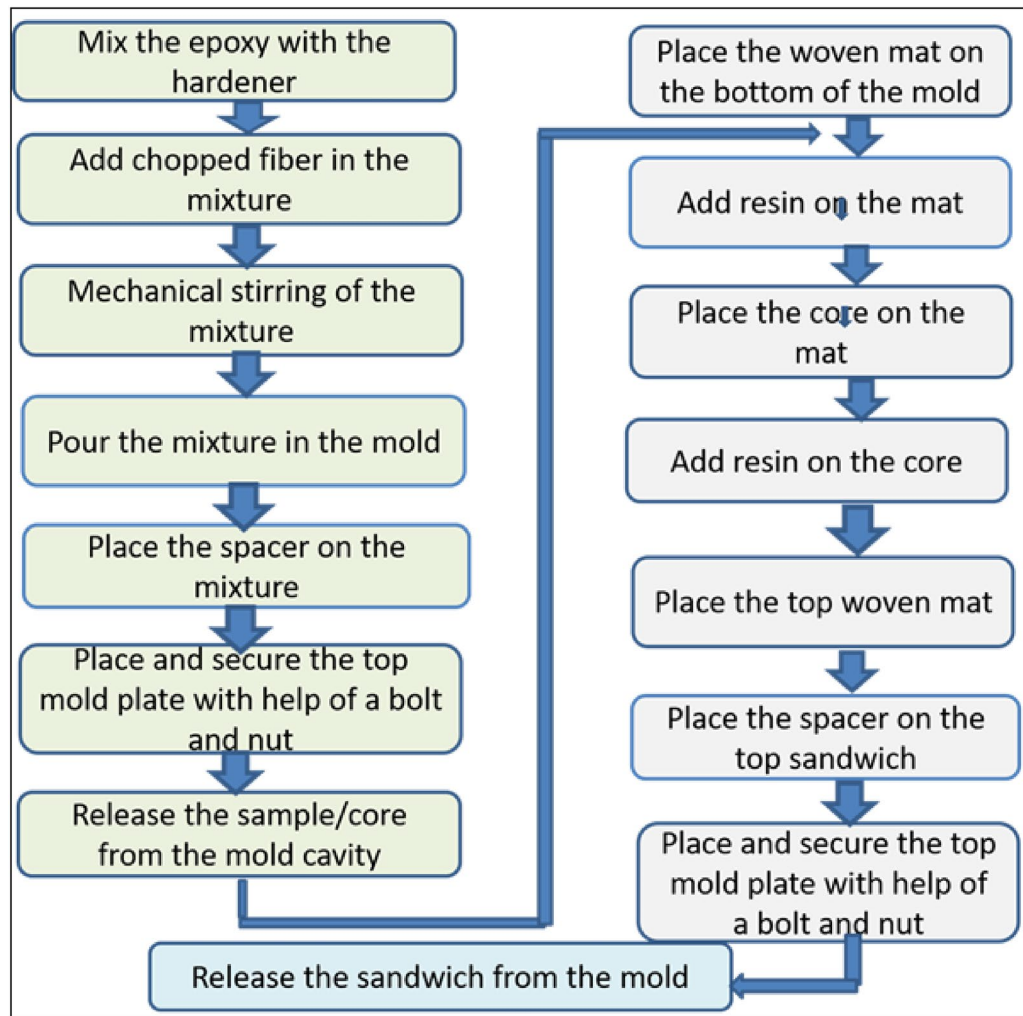 Mix the epoxy with the
hardener
Add chopped fiber in the
mixture
Mechanical stirring of the
mixture
Pour the mixture in the mold
Place the spacer on the
mixture
Place and secure the top
mold plate with help of a bolt
and nut
Release the sample/core
from the mold cavity
Place the woven mat on
the bottom of the mold
Add resin on the mat
Place the core on the
mat
Add resin on the core
Place the top woven mat
Place the spacer on the
top sandwich
Place and secure the top
mold plate with help of
a bolt and nut
Release the sandwich from the mold